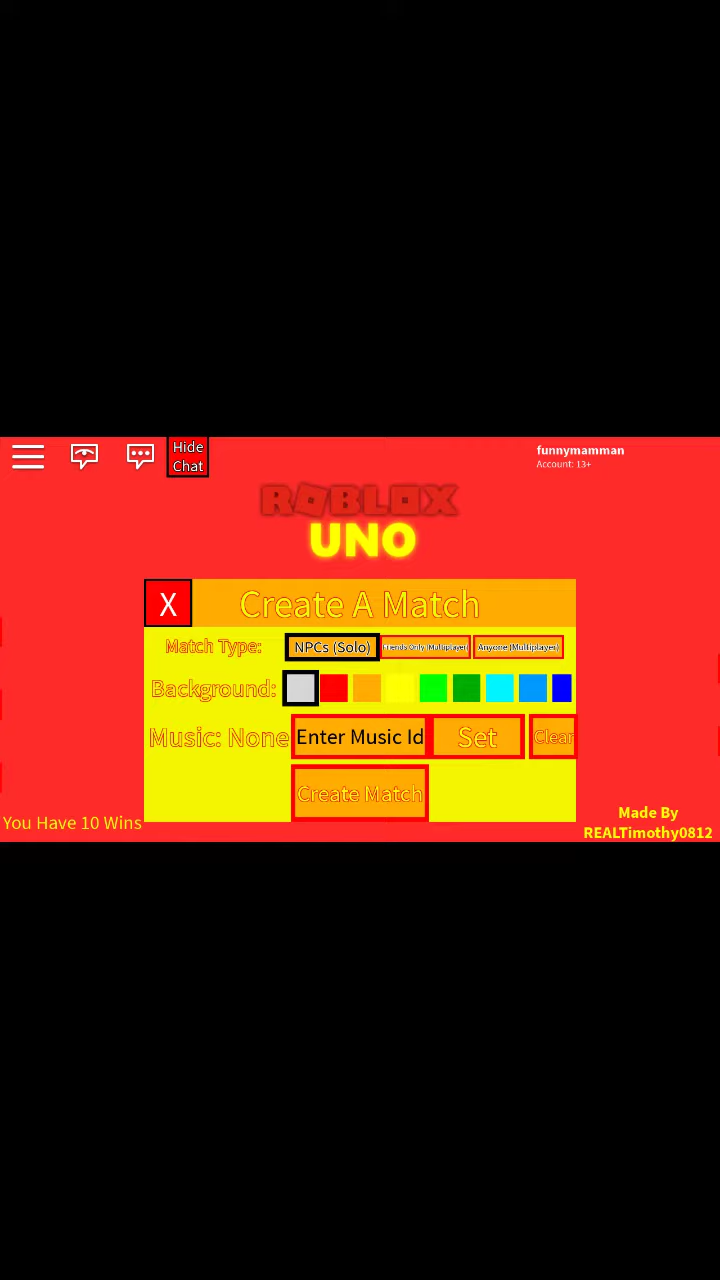 Hide
Chat
funnymamman
Account: 13+
ROBLOX
UNO
X
Create A Match
Match Type:
NPCs (Solo)
Friends Only (Multiplayer)
Anyone (Multiplayer)
Background:
Music: None
Enter Music Id
Set
Clear
Create Match
You Have 10 Wins
Made By
REALTimothy0812